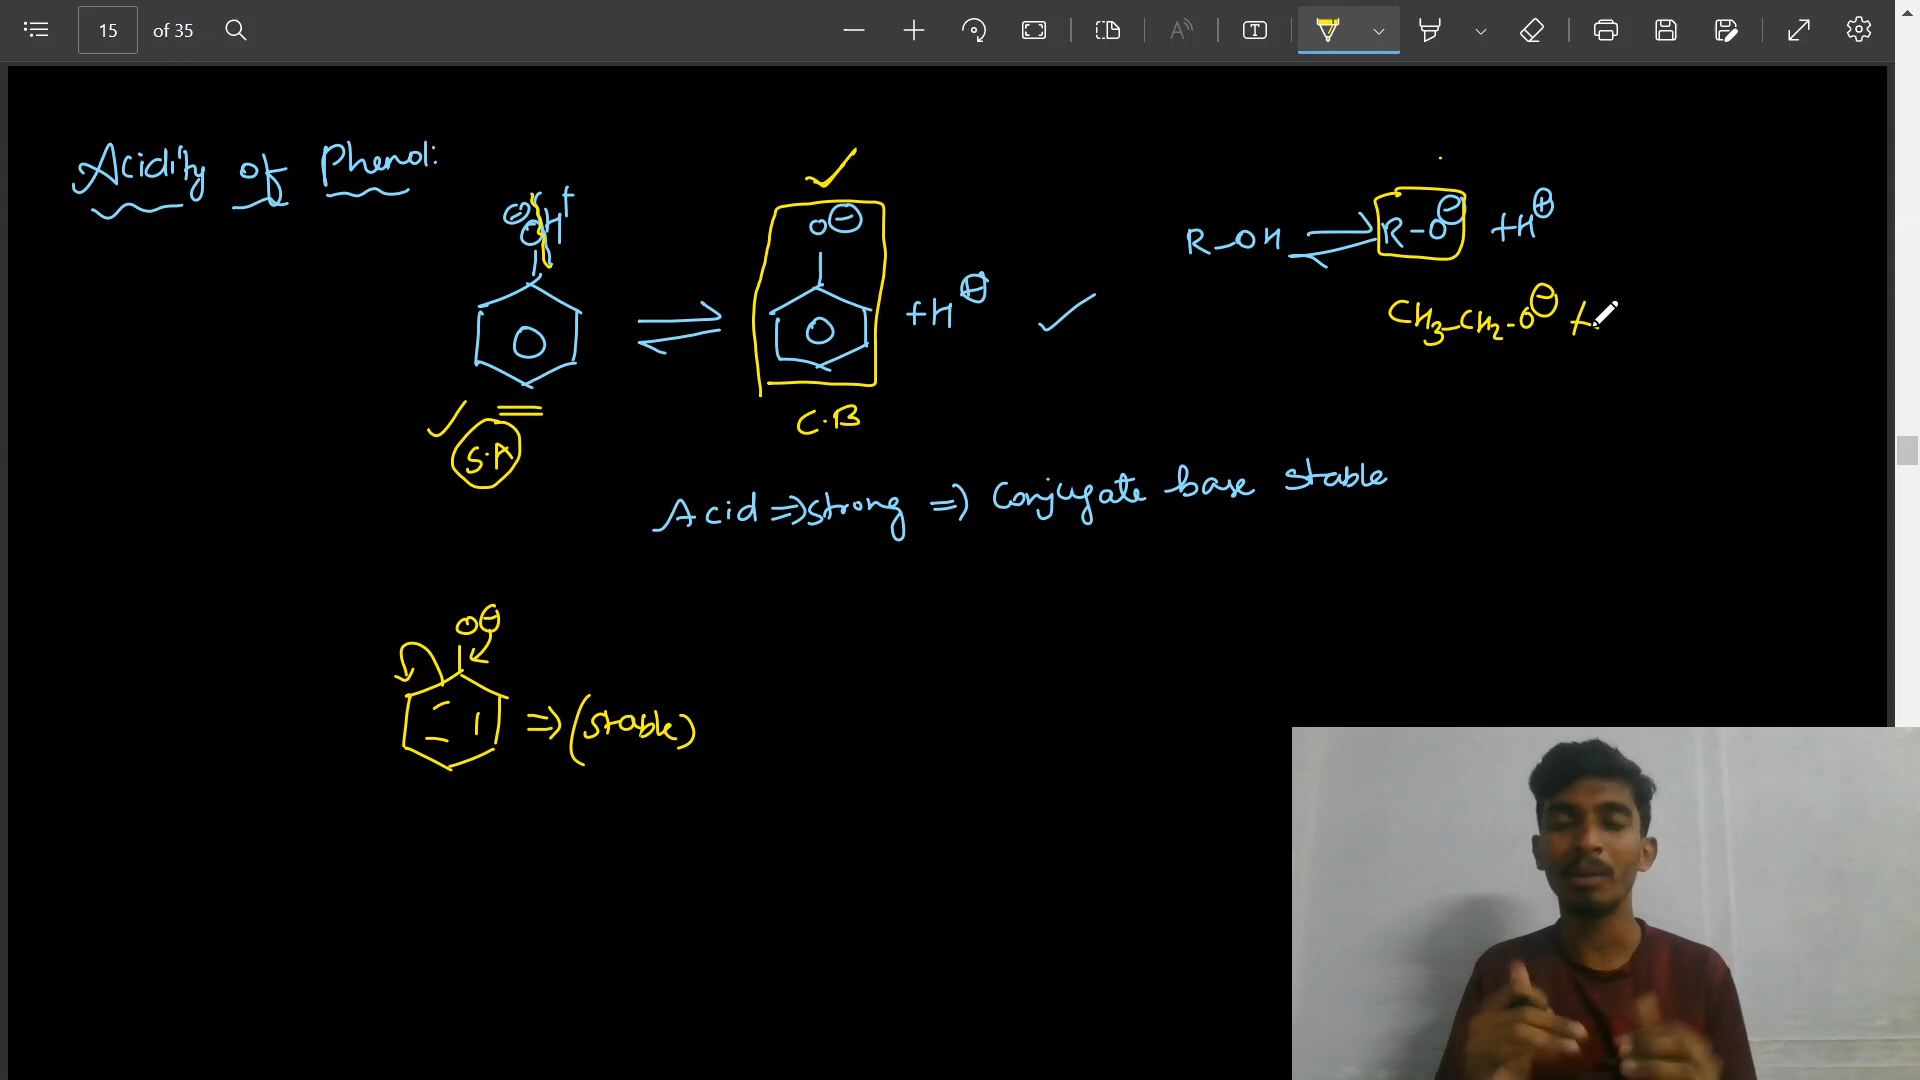 15 of 35
Acidity of Phenol:
⊖OH⁺
O⊖
+H⊕
S.A
C.B
R-OH ⇌ R-O⊖ +H⊕
CH3-CH2-O⊖ +
Acid ⇒ strong ⇒ Conjugate base stable
O⊖
⇒ (stable)